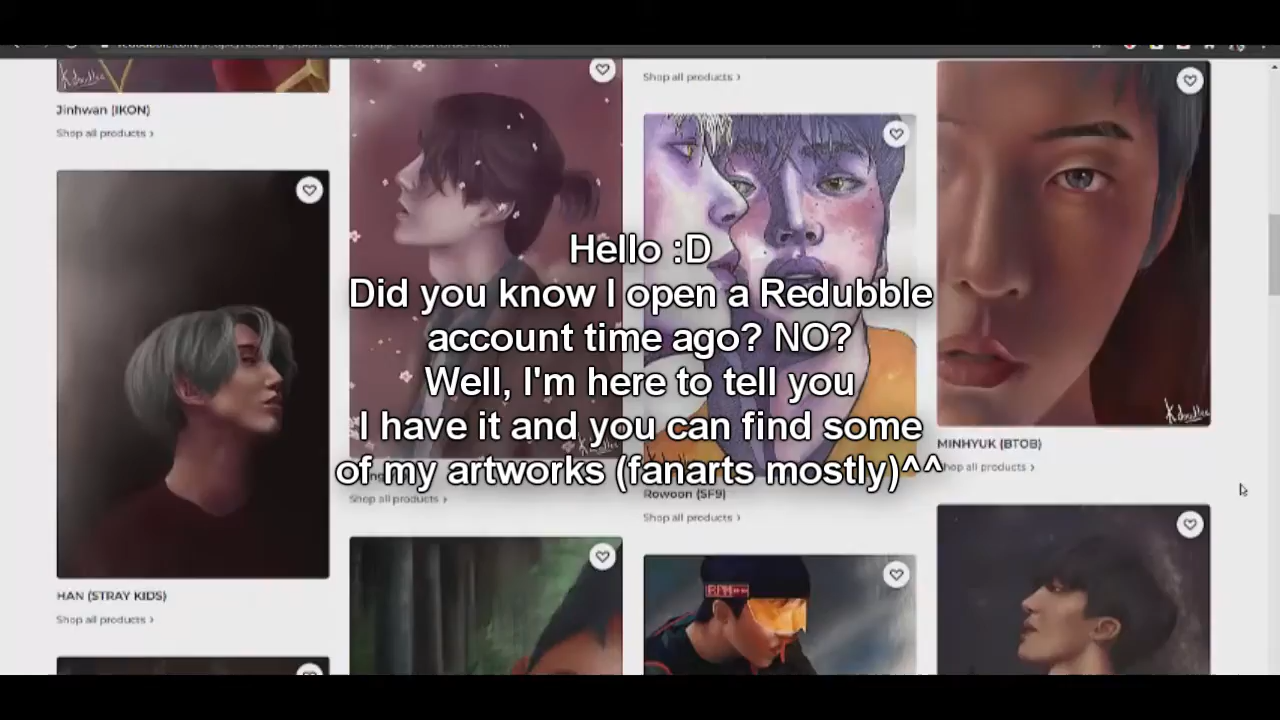 Jinhwan (IKON)
Shop all products >
Shop all products >
HAN (STRAY KIDS)
Shop all products >
Shop all products >
Rowoon (SF9)
Shop all products >
MINHYUK (BTOB)
Shop all products >
Kdoodles
Kdoodles
Hello :D
Did you know I open a Redubble
account time ago? NO?
Well, I'm here to tell you
I have it and you can find some
of my artworks (fanarts mostly)^^